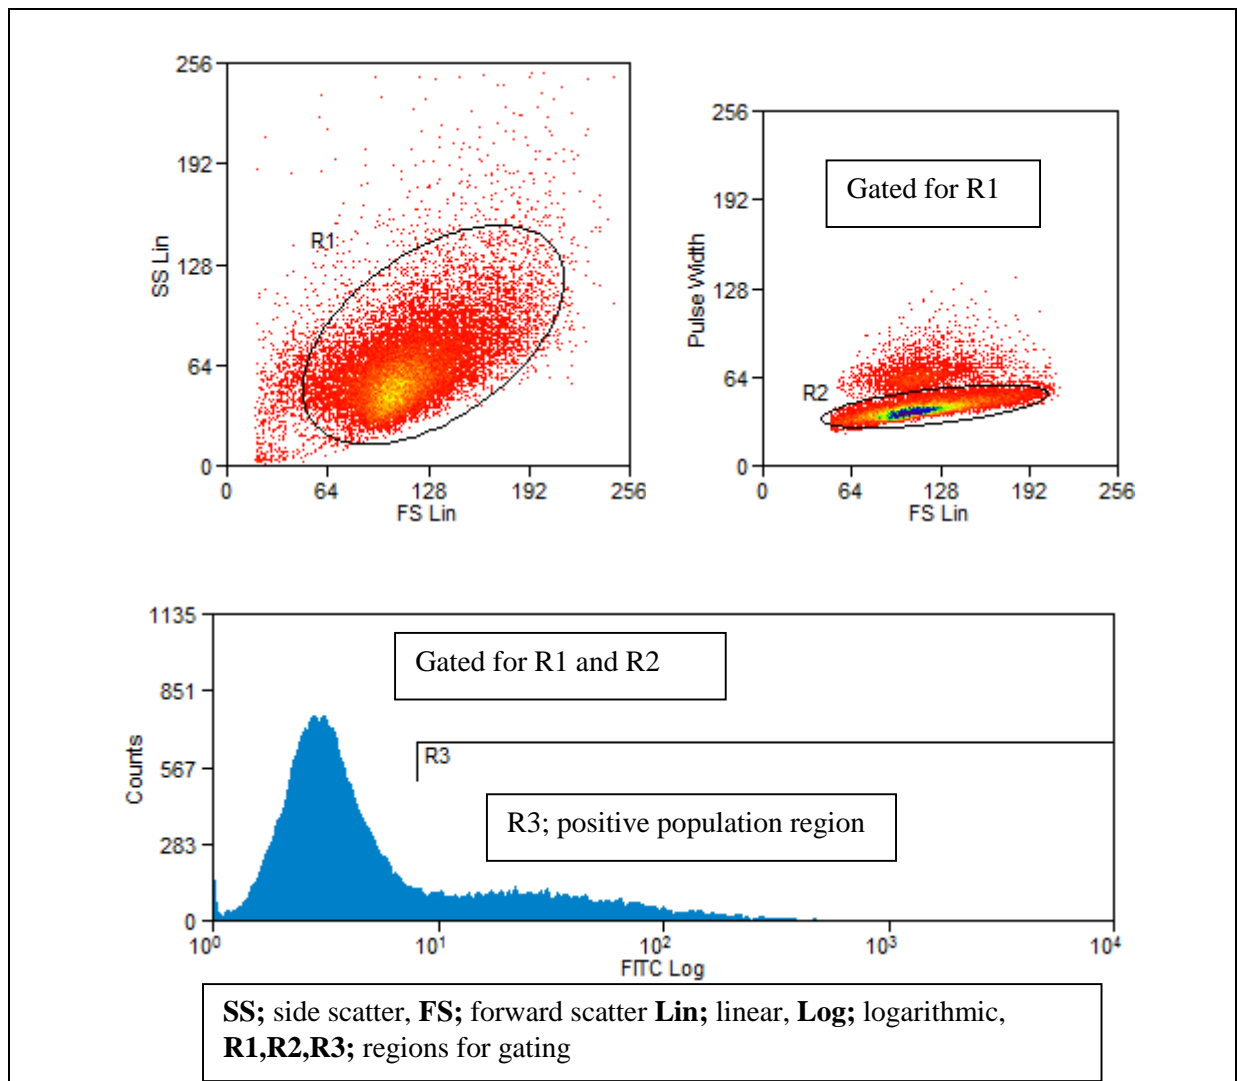 256
192
128
64
0
SS Lin
R1
0 64 128 192 256
FS Lin
256
192
128
64
0
Pulse Width
Gated for R1
R2
0 64 128 192 256
FS Lin
1135
851
567
283
0
Counts
Gated for R1 and R2
R3
R3; positive population region
10⁰ 10¹ 10² 10³ 10⁴
FITC Log
SS; side scatter, FS; forward scatter Lin; linear, Log; logarithmic,
R1,R2,R3; regions for gating